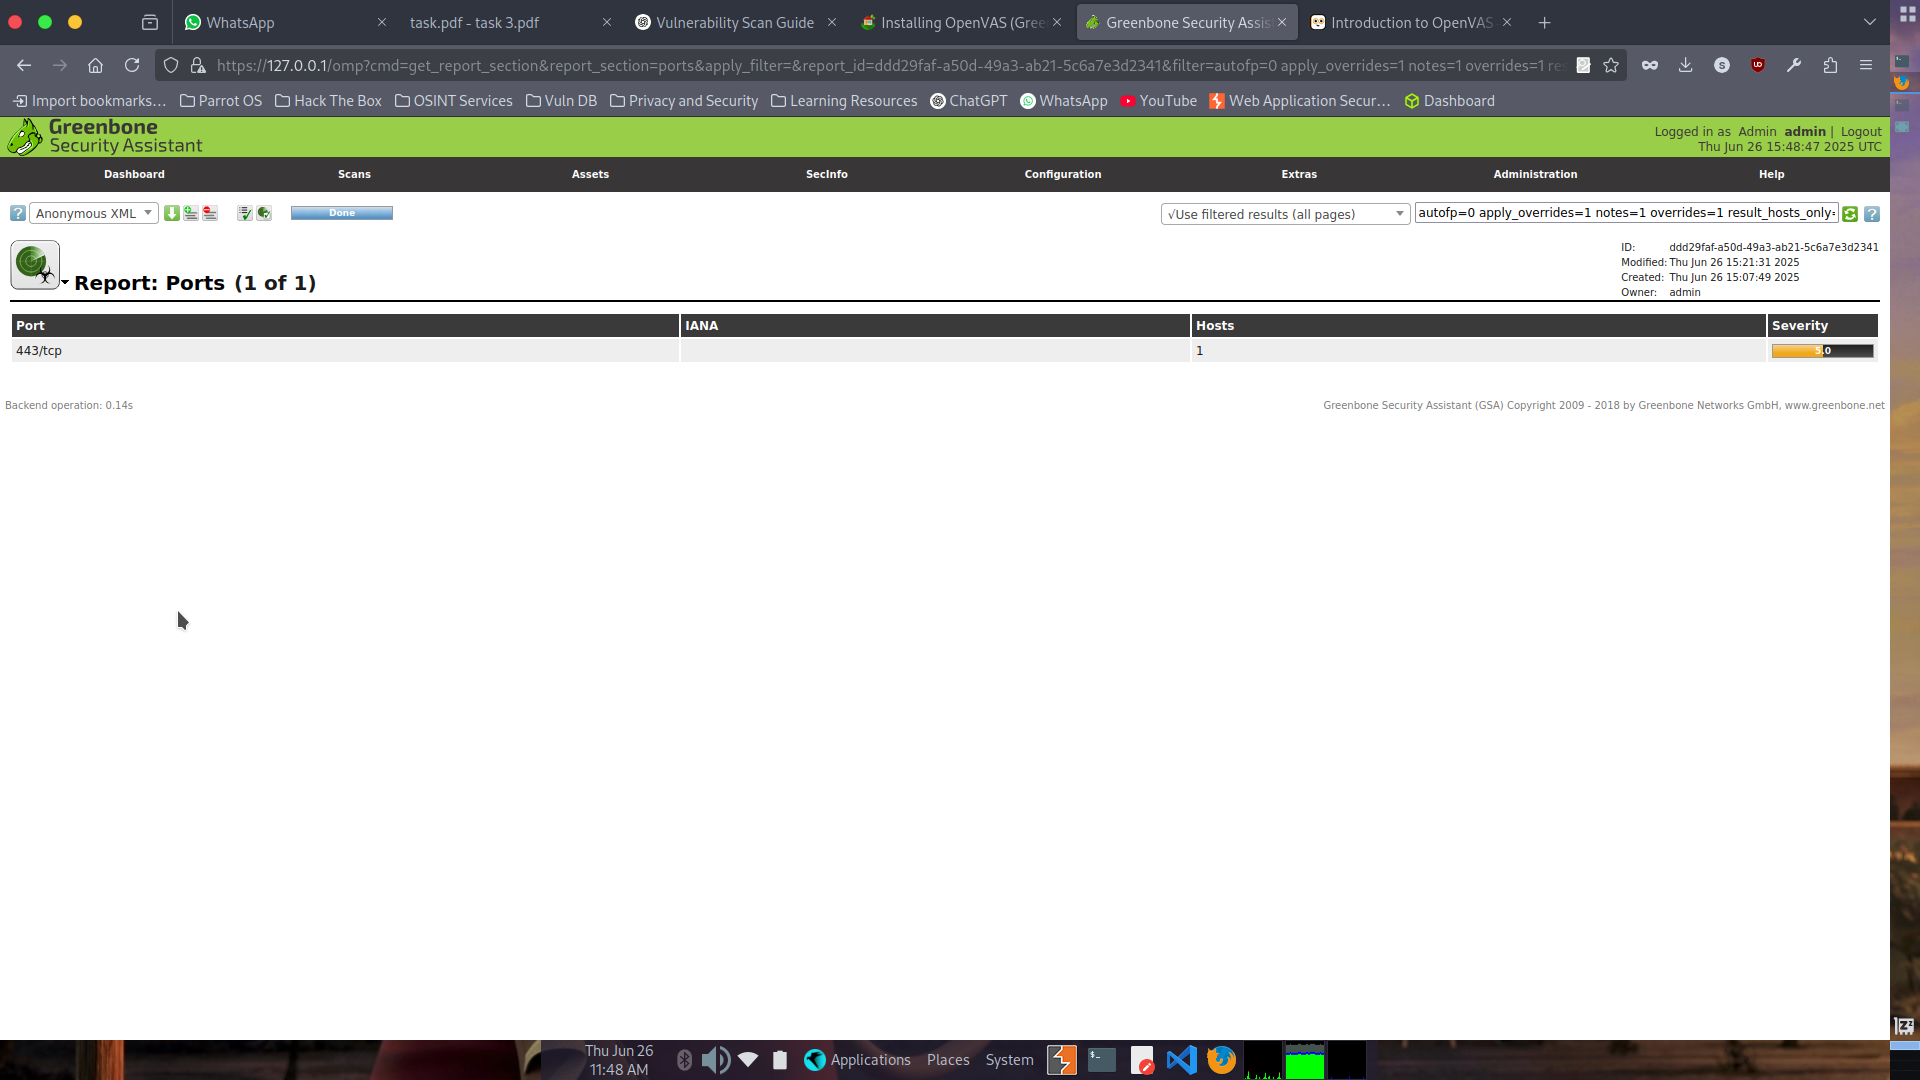 WhatsApp
task.pdf - task 3.pdf
Vulnerability Scan Guide
Installing OpenVAS (Gree
Greenbone Security Assis
Introduction to OpenVAS
https://127.0.0.1/omp?cmd=get_report_section&report_section=ports&apply_filter=&report_id=ddd29faf-a50d-49a3-ab21-5c6a7e3d2341&filter=autofp=0 apply_overrides=1 notes=1 overrides=1 res
Import bookmarks…
Parrot OS
Hack The Box
OSINT Services
Vuln DB
Privacy and Security
Learning Resources
ChatGPT
WhatsApp
YouTube
Web Application Secur…
Dashboard
Greenbone
Security Assistant
Logged in as Admin admin | Logout
Thu Jun 26 15:48:47 2025 UTC
Dashboard
Scans
Assets
SecInfo
Configuration
Extras
Administration
Help
Anonymous XML
Done
√Use filtered results (all pages)
autofp=0 apply_overrides=1 notes=1 overrides=1 result_hosts_only=
Report: Ports (1 of 1)
ID: ddd29faf-a50d-49a3-ab21-5c6a7e3d2341
Modified: Thu Jun 26 15:21:31 2025
Created: Thu Jun 26 15:07:49 2025
Owner: admin
Port IANA Hosts Severity
443/tcp 1 5.0
Backend operation: 0.14s
Greenbone Security Assistant (GSA) Copyright 2009 - 2018 by Greenbone Networks GmbH, www.greenbone.net
Thu Jun 26
11:48 AM
Applications
Places
System